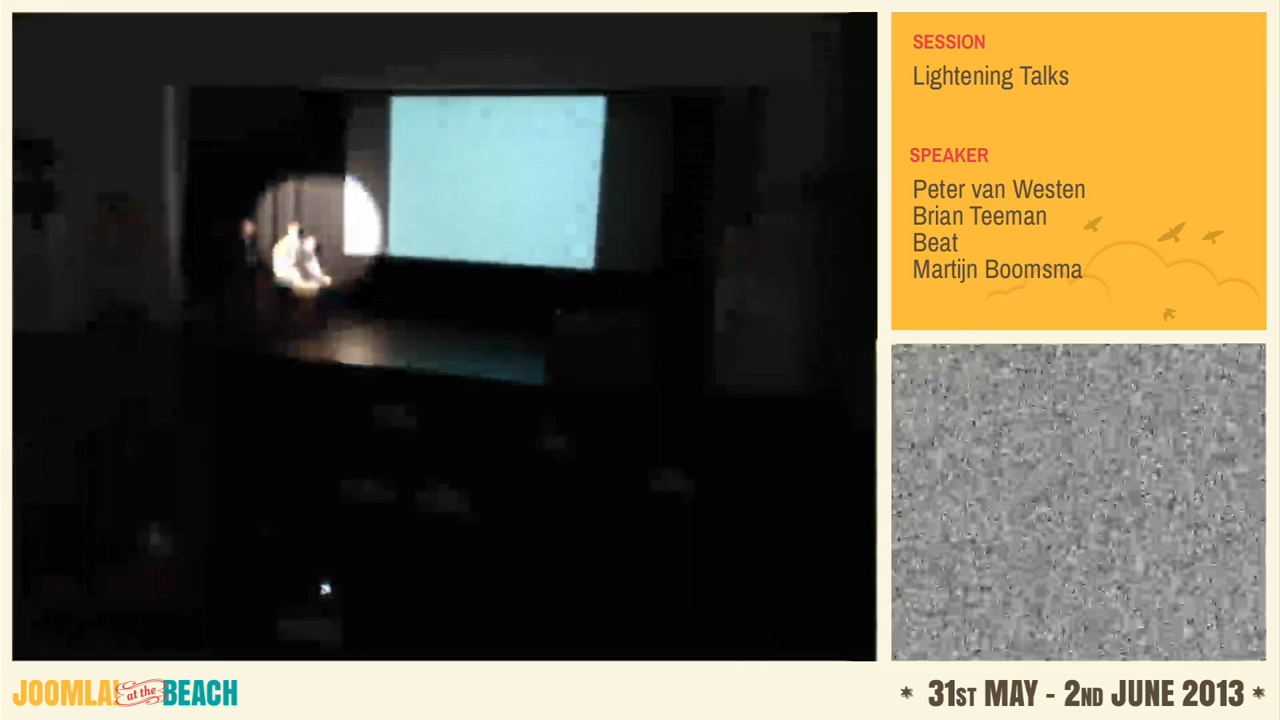 SESSION
Lightening Talks
SPEAKER
Peter van Westen
Brian Teeman
Beat
Martijn Boomsma
JOOMLA! at the BEACH
* 31ST MAY - 2ND JUNE 2013 *